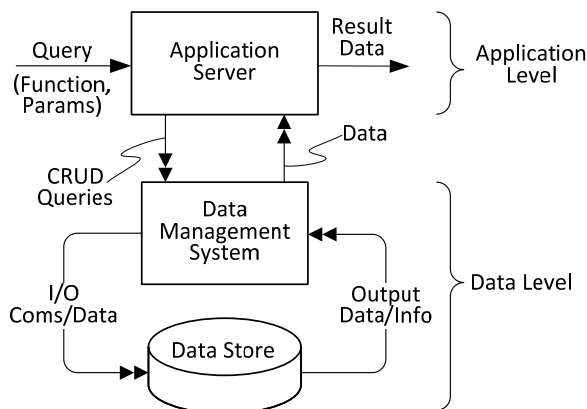 Query
(Function,
Params)
Application
Server
Result
Data
Application
Level
CRUD
Queries
Data
Data
Management
System
I/O
Coms/Data
Output
Data/Info
Data Level
Data Store